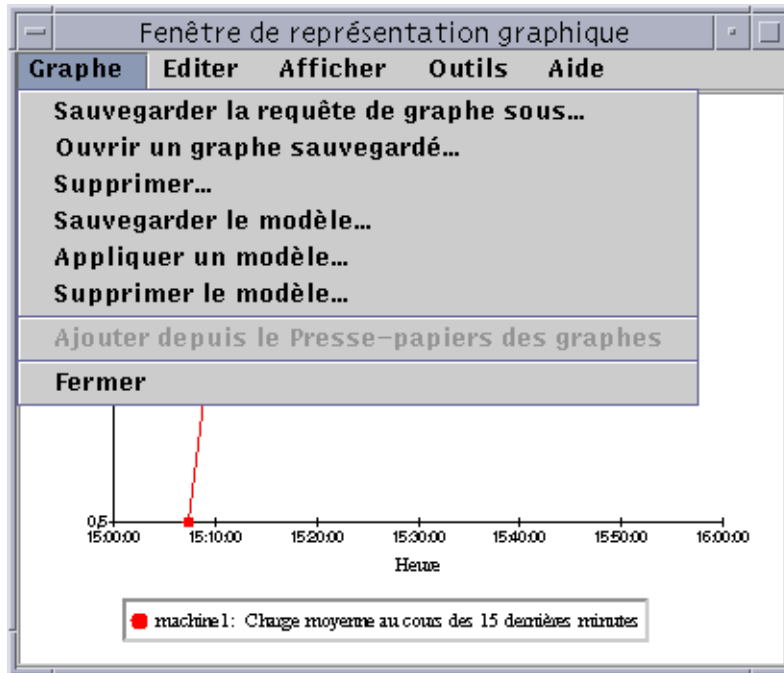 Fenêtre de représentation graphique
Graphe Editer Afficher Outils Aide
Sauvegarder la requête de graphe sous...
Ouvrir un graphe sauvegardé...
Supprimer...
Sauvegarder le modèle...
Appliquer un modèle...
Supprimer le modèle...
Ajouter depuis le Presse-papiers des graphes
Fermer
0,5
15:00:00 15:10:00 15:20:00 15:30:00 15:40:00 15:50:00 16:00:00
Heure
machine1: Charge moyenne au cours des 15 dernières minutes